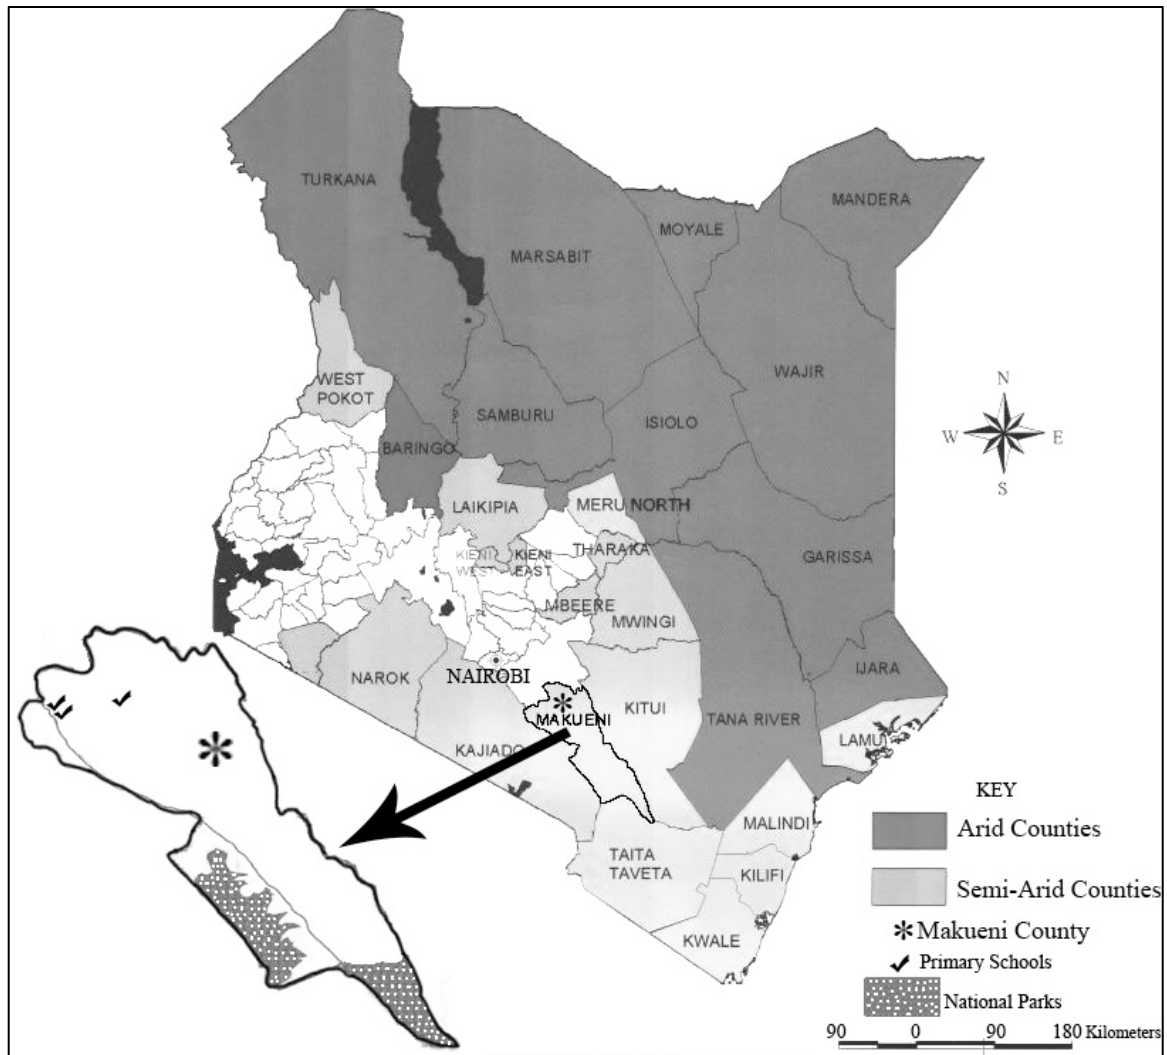 TURKANA
MANDERA
MOYALE
MARSABIT
WAJIR
WEST
POKOT
SAMBURU
ISIOLO
BARINGO
N
W E
S
LAIKIPIA
MERU NORTH
THARAKA
KIENI
WEST
KIENI
EAST
GARISSA
MBEERE
MWINGI
IJARA
NAROK
NAIROBI
KITUI
MAKUENI
TANA RIVER
LAMU
KAJIADO
KEY
MALINDI
Arid Counties
TAITA
TAVETA
KILIFI
Semi-Arid Counties
Makueni County
KWALE
Primary Schools
National Parks
90 0 90 180 Kilometers